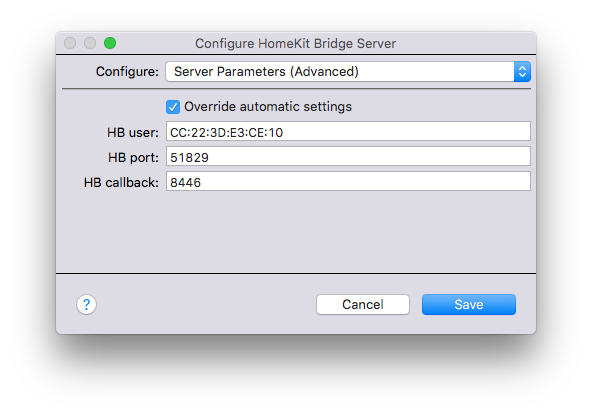 Configure HomeKit Bridge Server
Configure: Server Parameters (Advanced)
Override automatic settings
HB user: CC:22:3D:E3:CE:10
HB port: 51829
HB callback: 8446
? Cancel Save